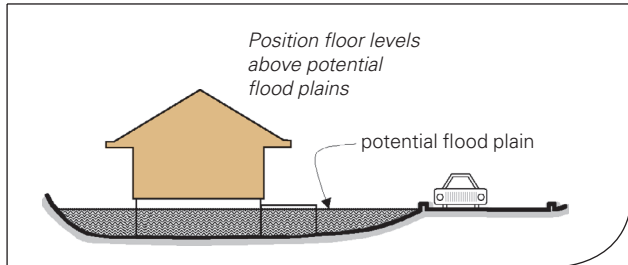 Position floor levels
above potential
flood plains
potential flood plain